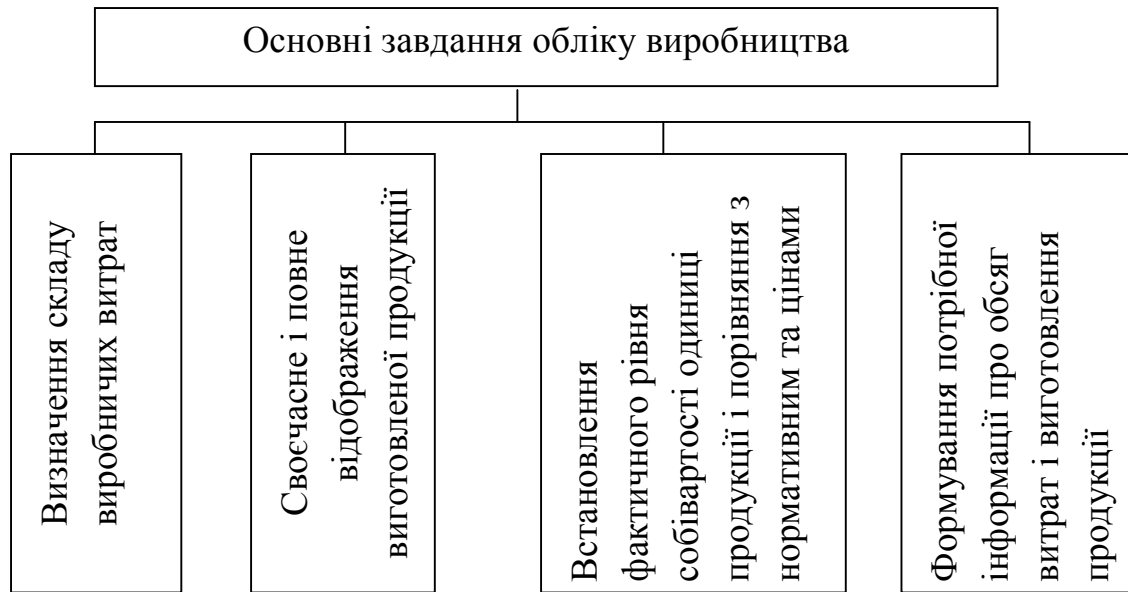 Основні завдання обліку виробництва
Визначення складу
виробничих витрат
Своєчасне і повне
відображення
виготовленої продукції
Встановлення
фактичного рівня
собівартості одиниці
продукції і порівняння з
нормативним та цінами
Формування потрібної
інформації про обсяг
витрат і виготовлення
продукції